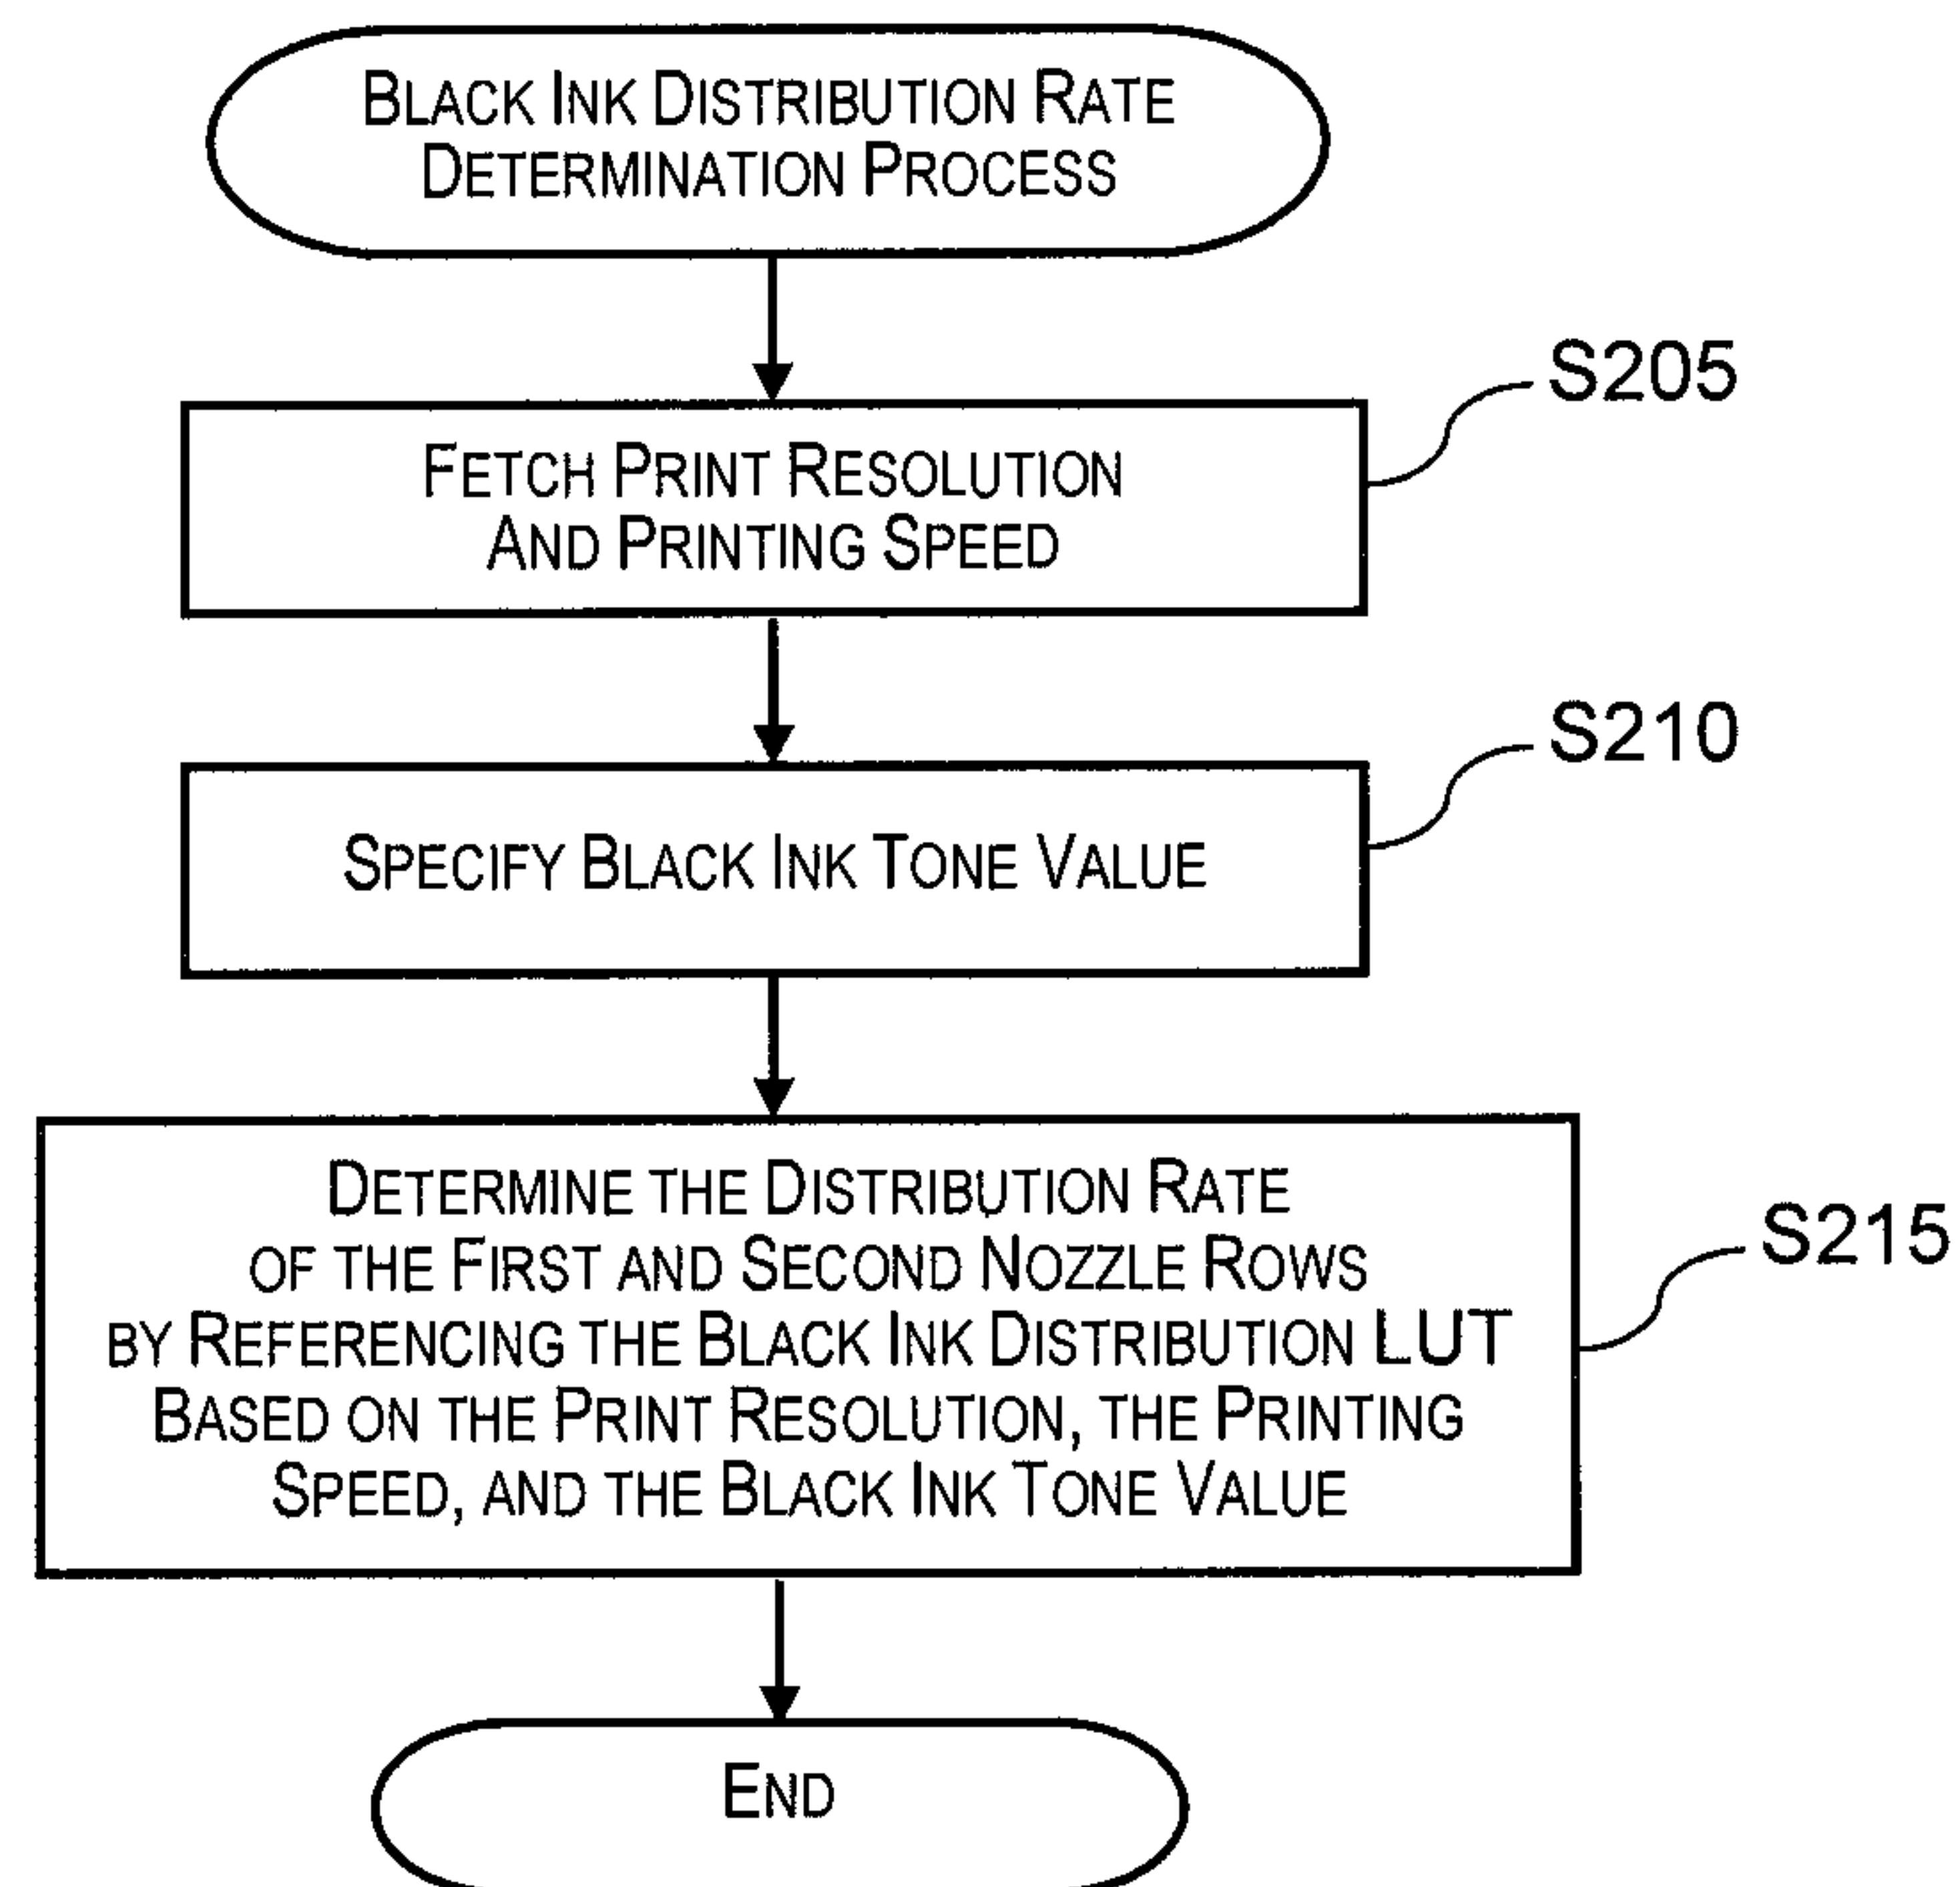 BLACK INK DISTRIBUTION RATE
DETERMINATION PROCESS
S205
FETCH PRINT RESOLUTION
AND PRINTING SPEED
S210
SPECIFY BLACK INK TONE VALUE
S215
DETERMINE THE DISTRIBUTION RATE
OF THE FIRST AND SECOND NOZZLE ROWS
BY REFERENCING THE BLACK INK DISTRIBUTION LUT
BASED ON THE PRINT RESOLUTION, THE PRINTING
SPEED, AND THE BLACK INK TONE VALUE
END